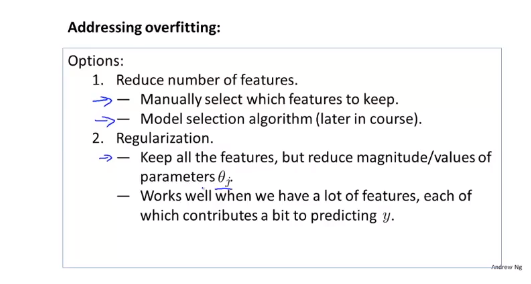 Addressing overfitting:
Options:
1. Reduce number of features.
— Manually select which features to keep.
— Model selection algorithm (later in course).
2. Regularization.
— Keep all the features, but reduce magnitude/values of
parameters θⱼ.
— Works well when we have a lot of features, each of
which contributes a bit to predicting y.
Andrew Ng